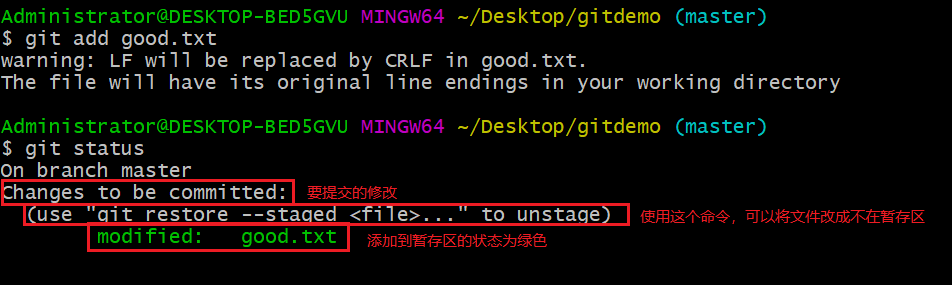 Administrator@DESKTOP-BED5GVU MINGW64 ~/Desktop/gitdemo (master)
$ git add good.txt
warning: LF will be replaced by CRLF in good.txt.
The file will have its original line endings in your working directory
Administrator@DESKTOP-BED5GVU MINGW64 ~/Desktop/gitdemo (master)
$ git status
On branch master
Changes to be committed: 要提交的修改
(use "git restore --staged <file>..." to unstage) 使用这个命令，可以将文件改成不在暂存区
modified: good.txt 添加到暂存区的状态为绿色